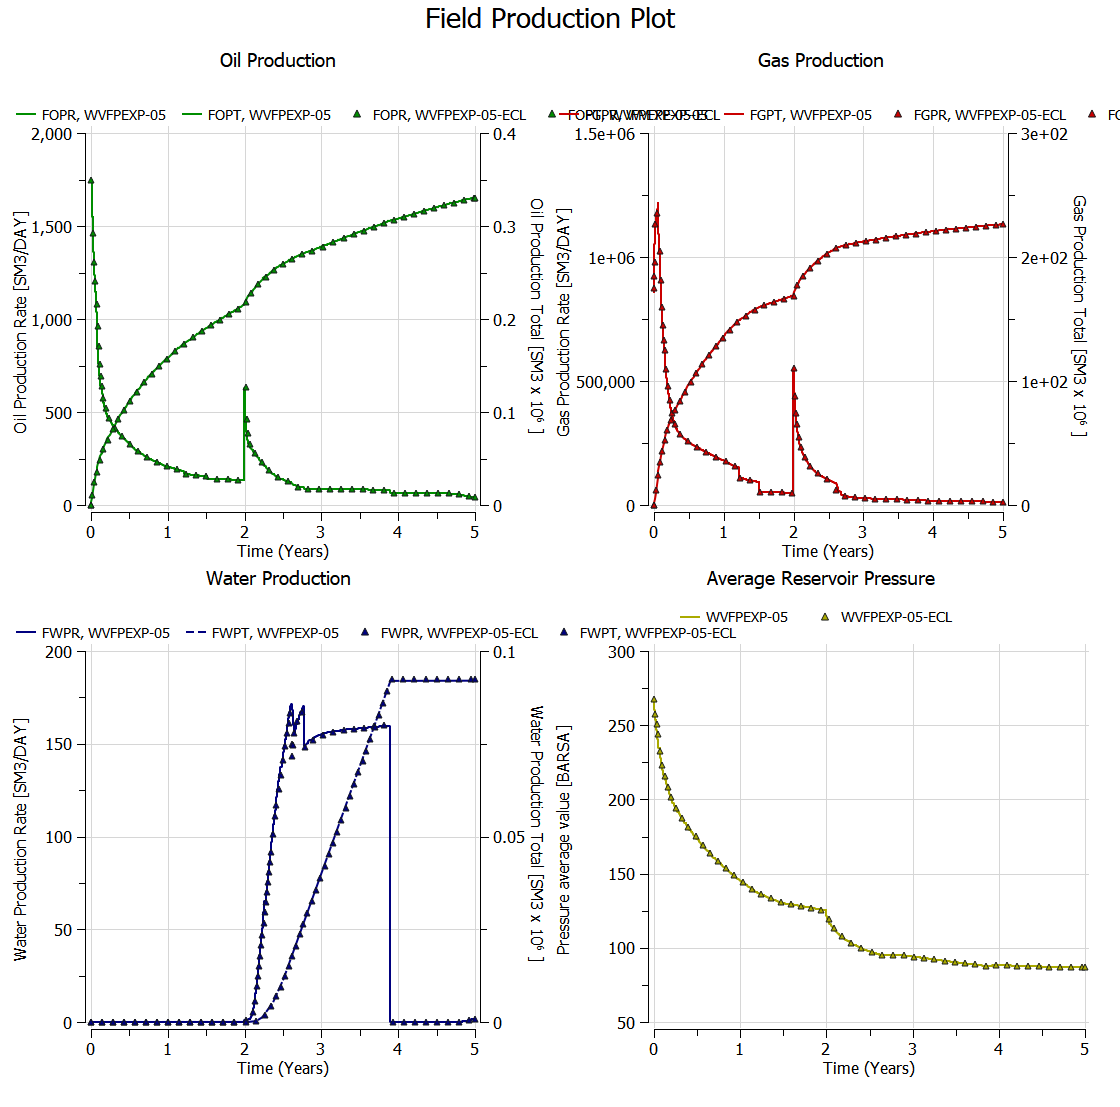 Field Production Plot
Oil Production
FOPR, WVFPEXP-05 FOPT, WVFPEXP-05 FOPR, WVFPEXP-05-ECL
2,000
1,500
1,000
500
0
Oil Production Rate [SM3/DAY]
0.4
0.3
0.2
0.1
0
Oil Production Total [SM3 x 10⁶ ]
0 1 2 3 4 5
Time (Years)
Gas Production
FGPT, WVFPEXP-05 FGPR, WVFPEXP-05-ECL
1.5e+06
1e+06
500,000
0
Gas Production Rate [SM3/DAY]
3e+02
2e+02
1e+02
0
Gas Production Total [SM3 x 10⁶ ]
0 1 2 3 4 5
Time (Years)
Water Production
FWPR, WVFPEXP-05 FWPT, WVFPEXP-05 FWPR, WVFPEXP-05-ECL FWPT, WVFPEXP-05-ECL
200
150
100
50
0
Water Production Rate [SM3/DAY]
0.1
0.05
0
Water Production Total [SM3 x 10⁶ ]
0 1 2 3 4 5
Time (Years)
Average Reservoir Pressure
WVFPEXP-05 WVFPEXP-05-ECL
300
250
200
150
100
50
Pressure average value [BARSA]
0 1 2 3 4 5
Time (Years)